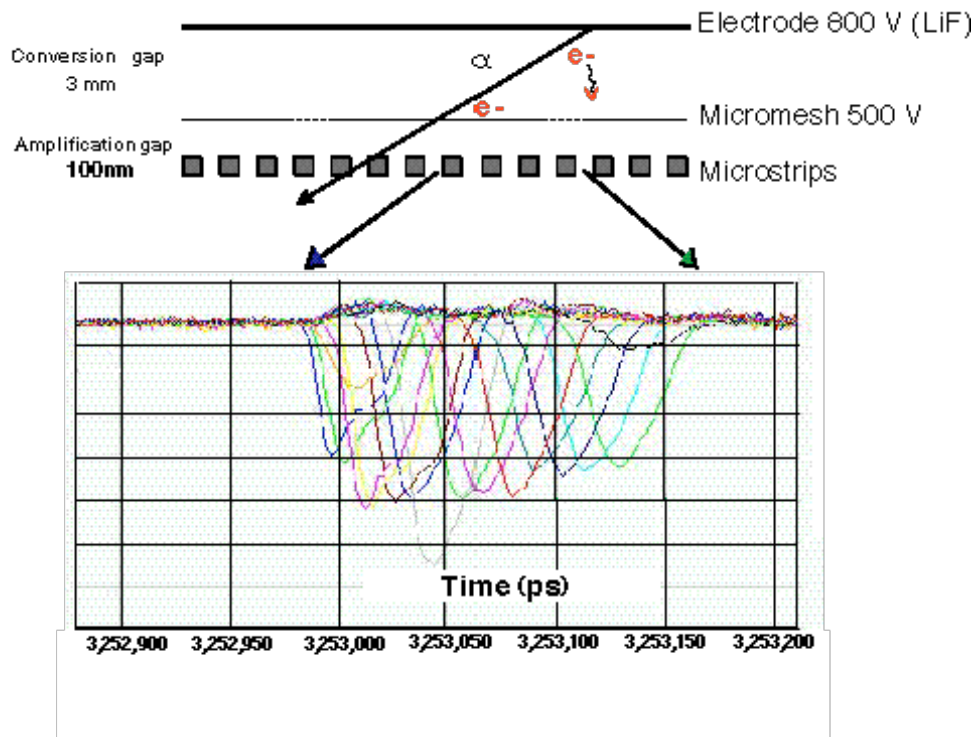 Electrode 800 V (LiF)
Conversion gap
3 mm
α
e-
e-
Micromesh 500 V
Amplification gap
100nm
Microstrips
Time (ps)
3,252,900 3,252,950 3,253,000 3,253,050 3,253,100 3,253,150 3,253,200